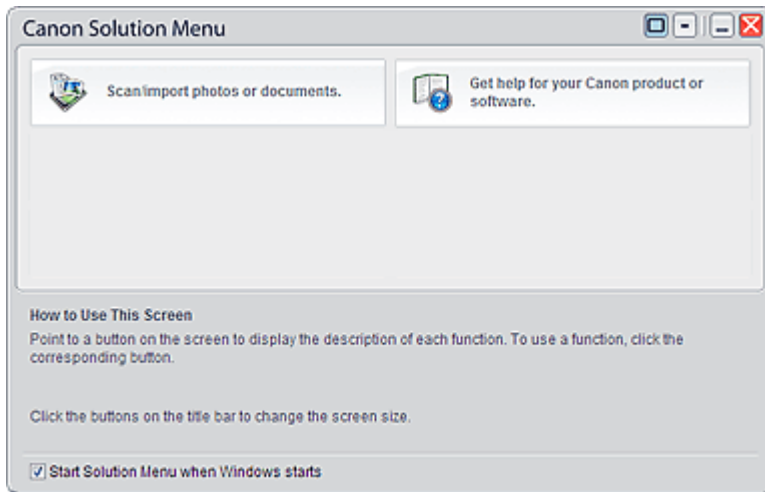 Canon Solution Menu
Scan/import photos or documents.
Get help for your Canon product or
software.
How to Use This Screen
Point to a button on the screen to display the description of each function. To use a function, click the
corresponding button.
Click the buttons on the title bar to change the screen size.
Start Solution Menu when Windows starts